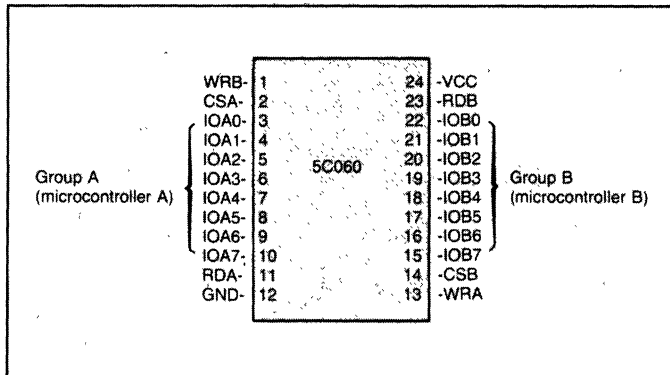 WRB- 1 24 -VCC
CSA- 2 23 -RDB
IOA0- 3 22 -IOB0
IOA1- 4 21 -IOB1
IOA2- 5 20 -IOB2
IOA3- 6 19 -IOB3
IOA4- 7 18 -IOB4
IOA5- 8 17 -IOB5
IOA6- 9 16 -IOB6
IOA7- 10 15 -IOB7
RDA- 11 14 -CSB
GND- 12 13 -WRA
5C060
Group A
(microcontroller A)
Group B
(microcontroller B)